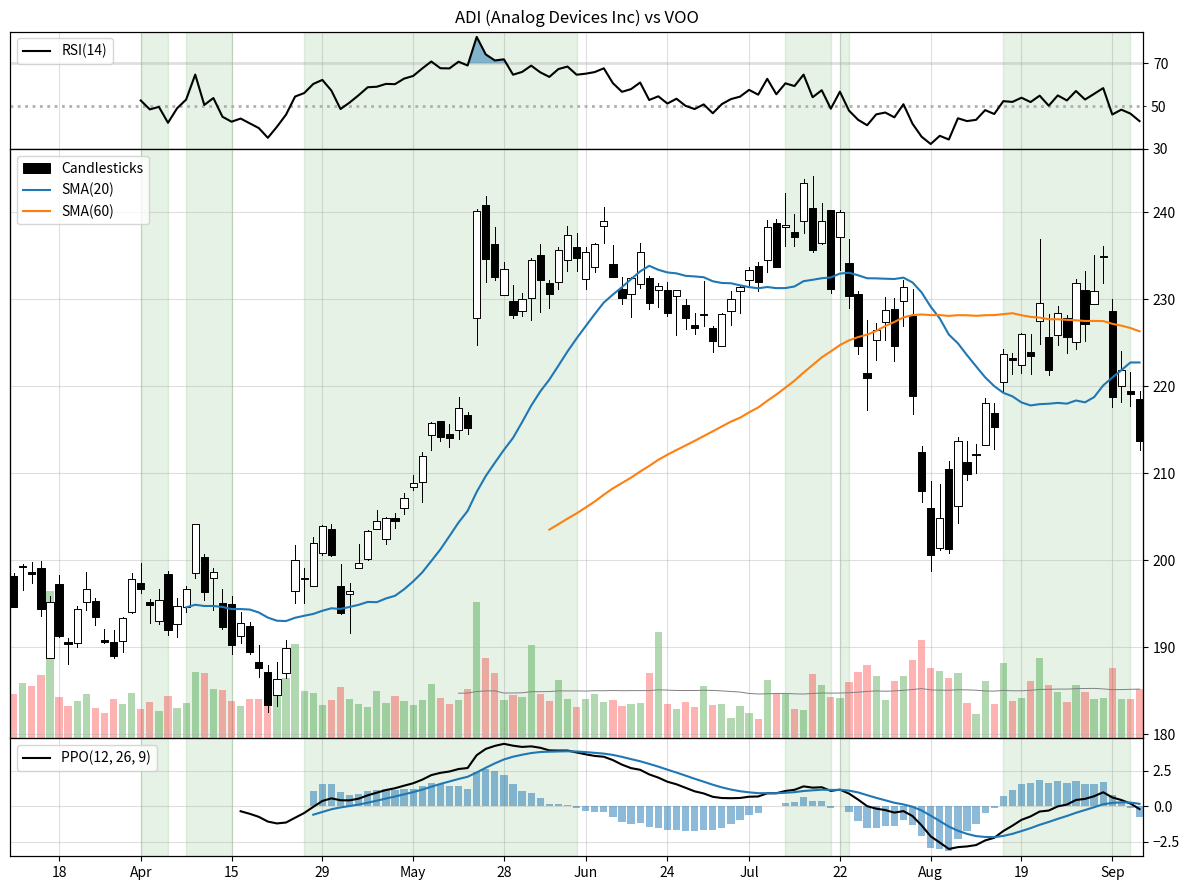 ADI (Analog Devices Inc) vs VOO
RSI(14)
70
50
30
Candlesticks
SMA(20)
SMA(60)
240
230
220
210
200
190
180
PPO(12, 26, 9)
2.5
0.0
−2.5
18 Apr 15 29 May 28 Jun 24 Jul 22 Aug 19 Sep